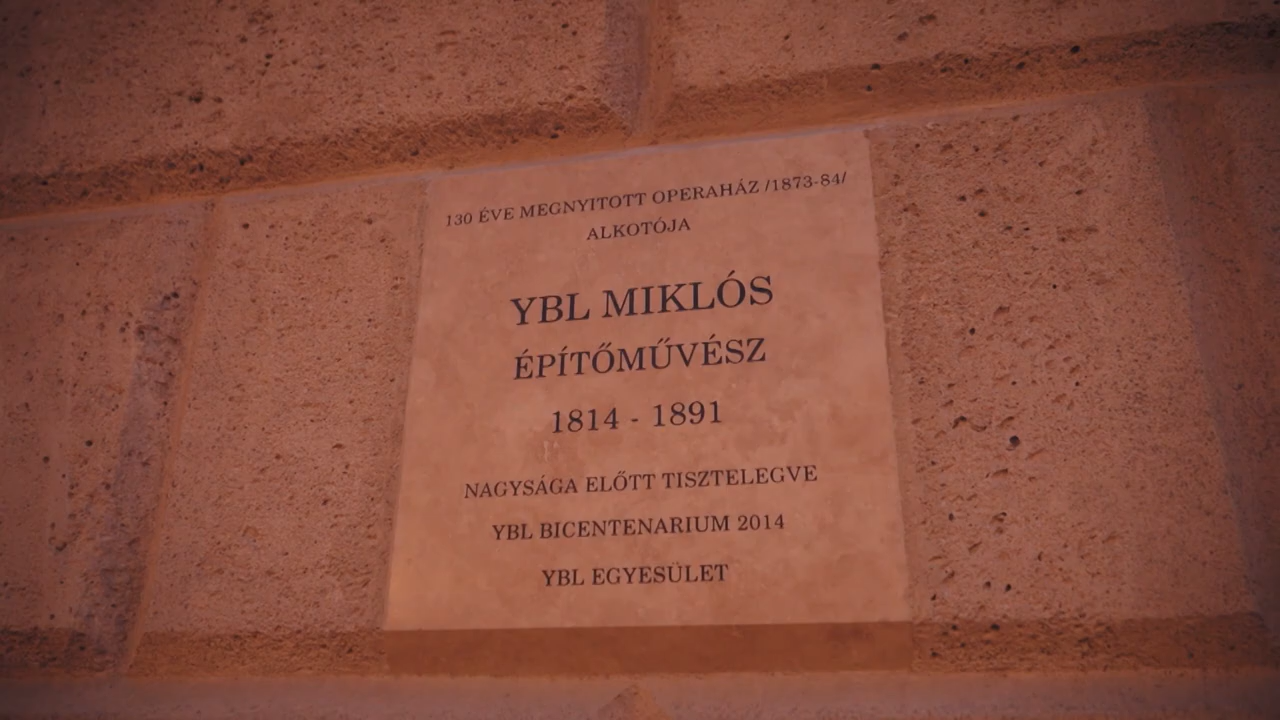 130 ÉVE MEGNYITOTT OPERAHÁZ /1873-84/
ALKOTÓJA
YBL MIKLÓS
ÉPÍTŐMŰVÉSZ
1814 - 1891
NAGYSÁGA ELŐTT TISZTELEGVE
YBL BICENTENARIUM 2014
YBL EGYESÜLET